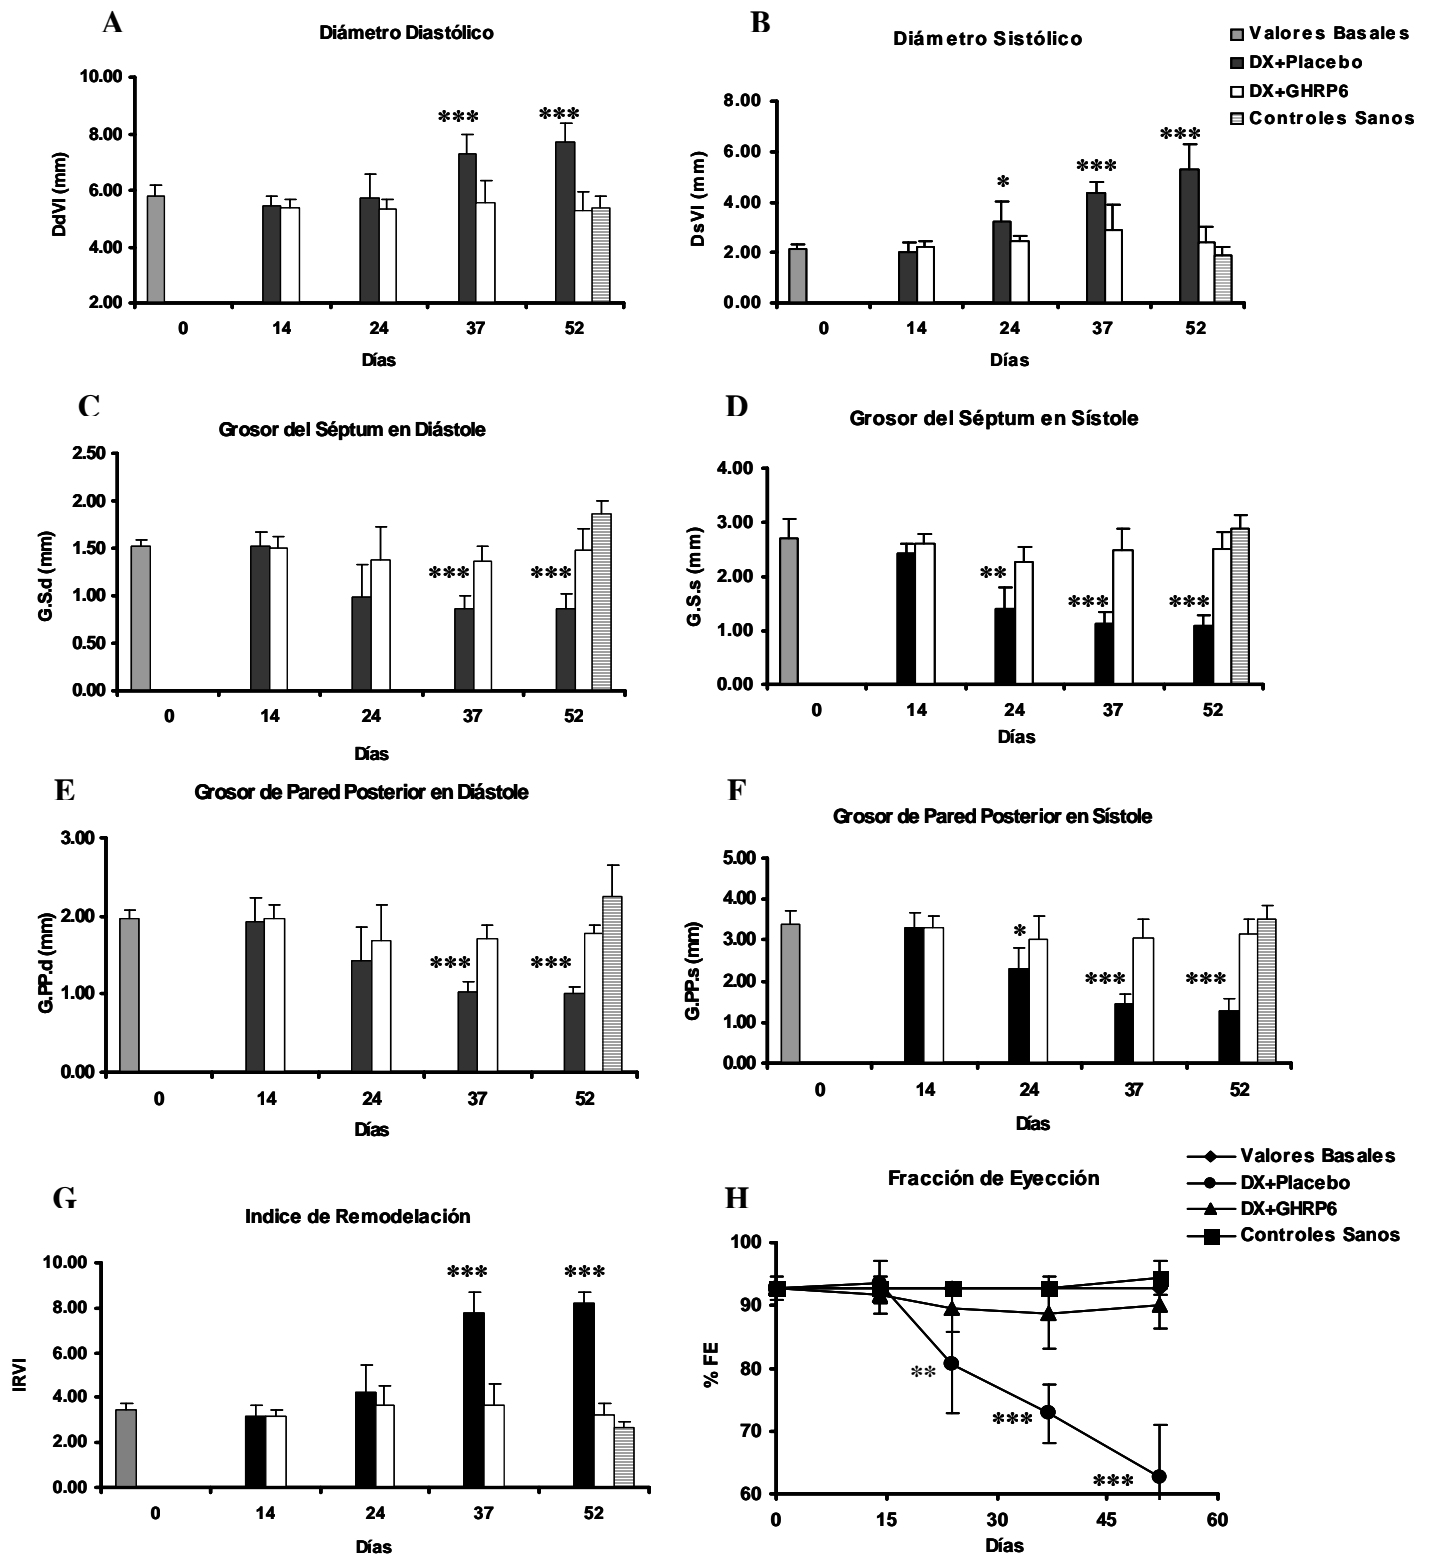 A
Diámetro Diastólico
DdVI (mm)
10.00
8.00
6.00
4.00
2.00
***
***
0 14 24 37 52
Días
B
Diámetro Sistólico
DsVI (mm)
8.00
6.00
4.00
2.00
0.00
*
***
***
0 14 24 37 52
Días
Valores Basales
DX+Placebo
DX+GHRP6
Controles Sanos
C
Grosor del Séptum en Diástole
G.S.d (mm)
2.50
2.00
1.50
1.00
0.50
0.00
***
***
0 14 24 37 52
Días
D
Grosor del Séptum en Sístole
G.S.s (mm)
4.00
3.00
2.00
1.00
0.00
**
***
***
0 14 24 37 52
Días
E
Grosor de Pared Posterior en Diástole
G.PP.d (mm)
3.00
2.00
1.00
0.00
***
***
0 14 24 37 52
Días
F
Grosor de Pared Posterior en Sístole
G.PP.s (mm)
5.00
4.00
3.00
2.00
1.00
0.00
*
***
***
0 14 24 37 52
Días
G
Indice de Remodelación
IRVI
10.00
8.00
6.00
4.00
2.00
0.00
***
***
0 14 24 37 52
Días
H
Fracción de Eyección
Valores Basales
DX+Placebo
DX+GHRP6
Controles Sanos
% FE
100
90
80
70
60
**
***
***
0 15 30 45 60
Días